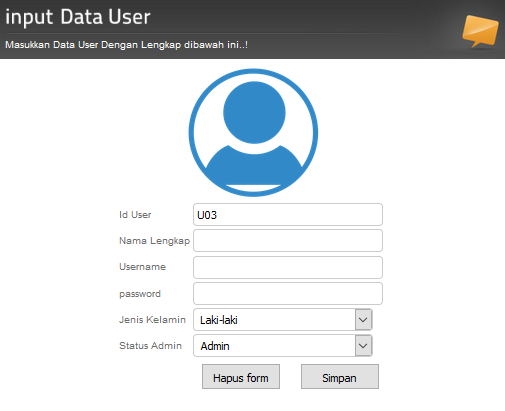 input Data User
Masukkan Data User Dengan Lengkap dibawah ini..!
Id User U03
Nama Lengkap
Username
password
Jenis Kelamin Laki-laki
Status Admin Admin
Hapus form Simpan